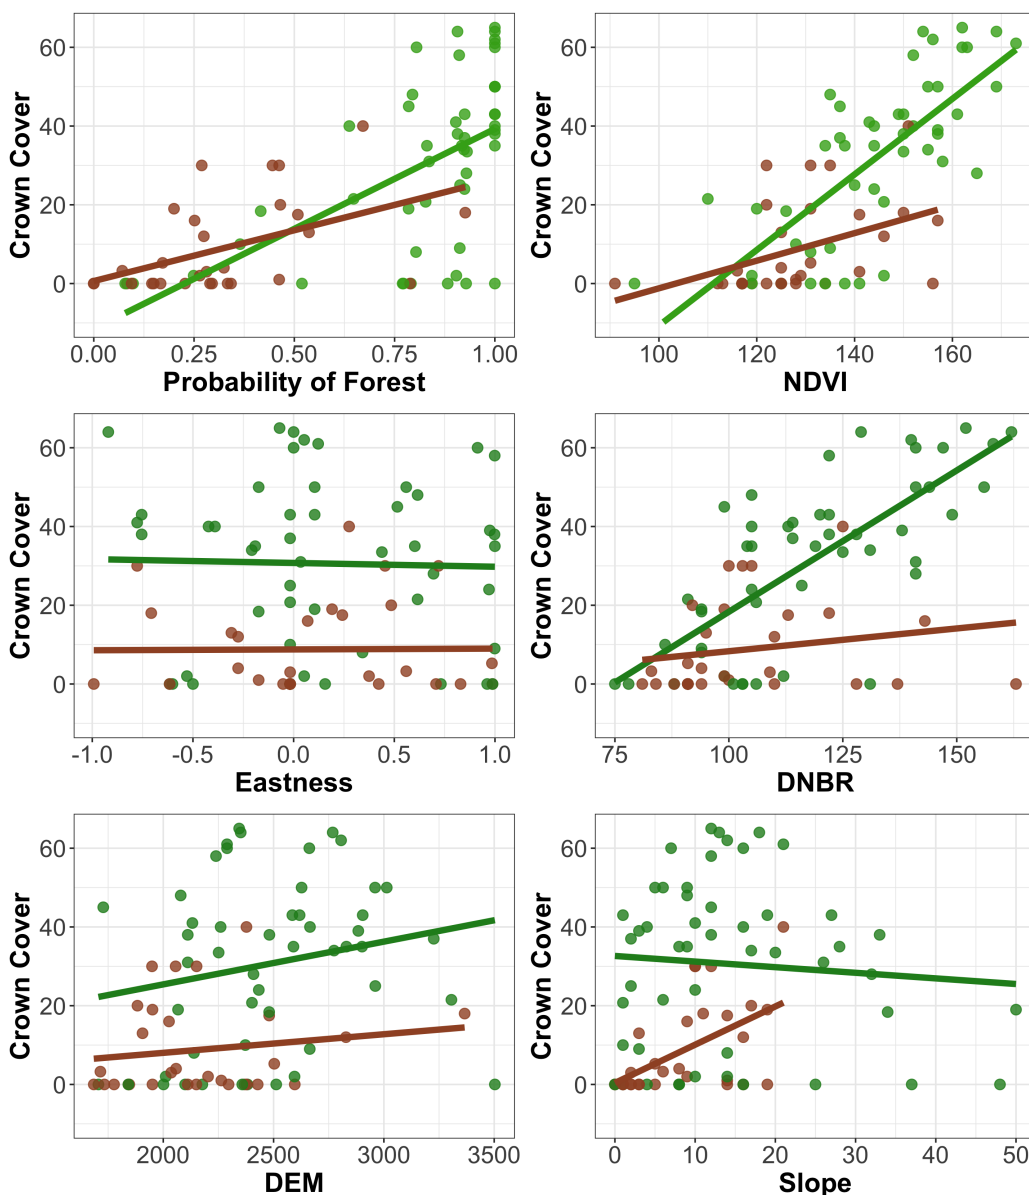 Crown Cover
60
40
20
0
0.00 0.25 0.50 0.75 1.00
Probability of Forest
Crown Cover
60
40
20
0
100 120 140 160
NDVI
Crown Cover
60
40
20
0
-1.0 -0.5 0.0 0.5 1.0
Eastness
Crown Cover
60
40
20
0
75 100 125 150
DNBR
Crown Cover
60
40
20
0
2000 2500 3000 3500
DEM
Crown Cover
60
40
20
0
0 10 20 30 40 50
Slope